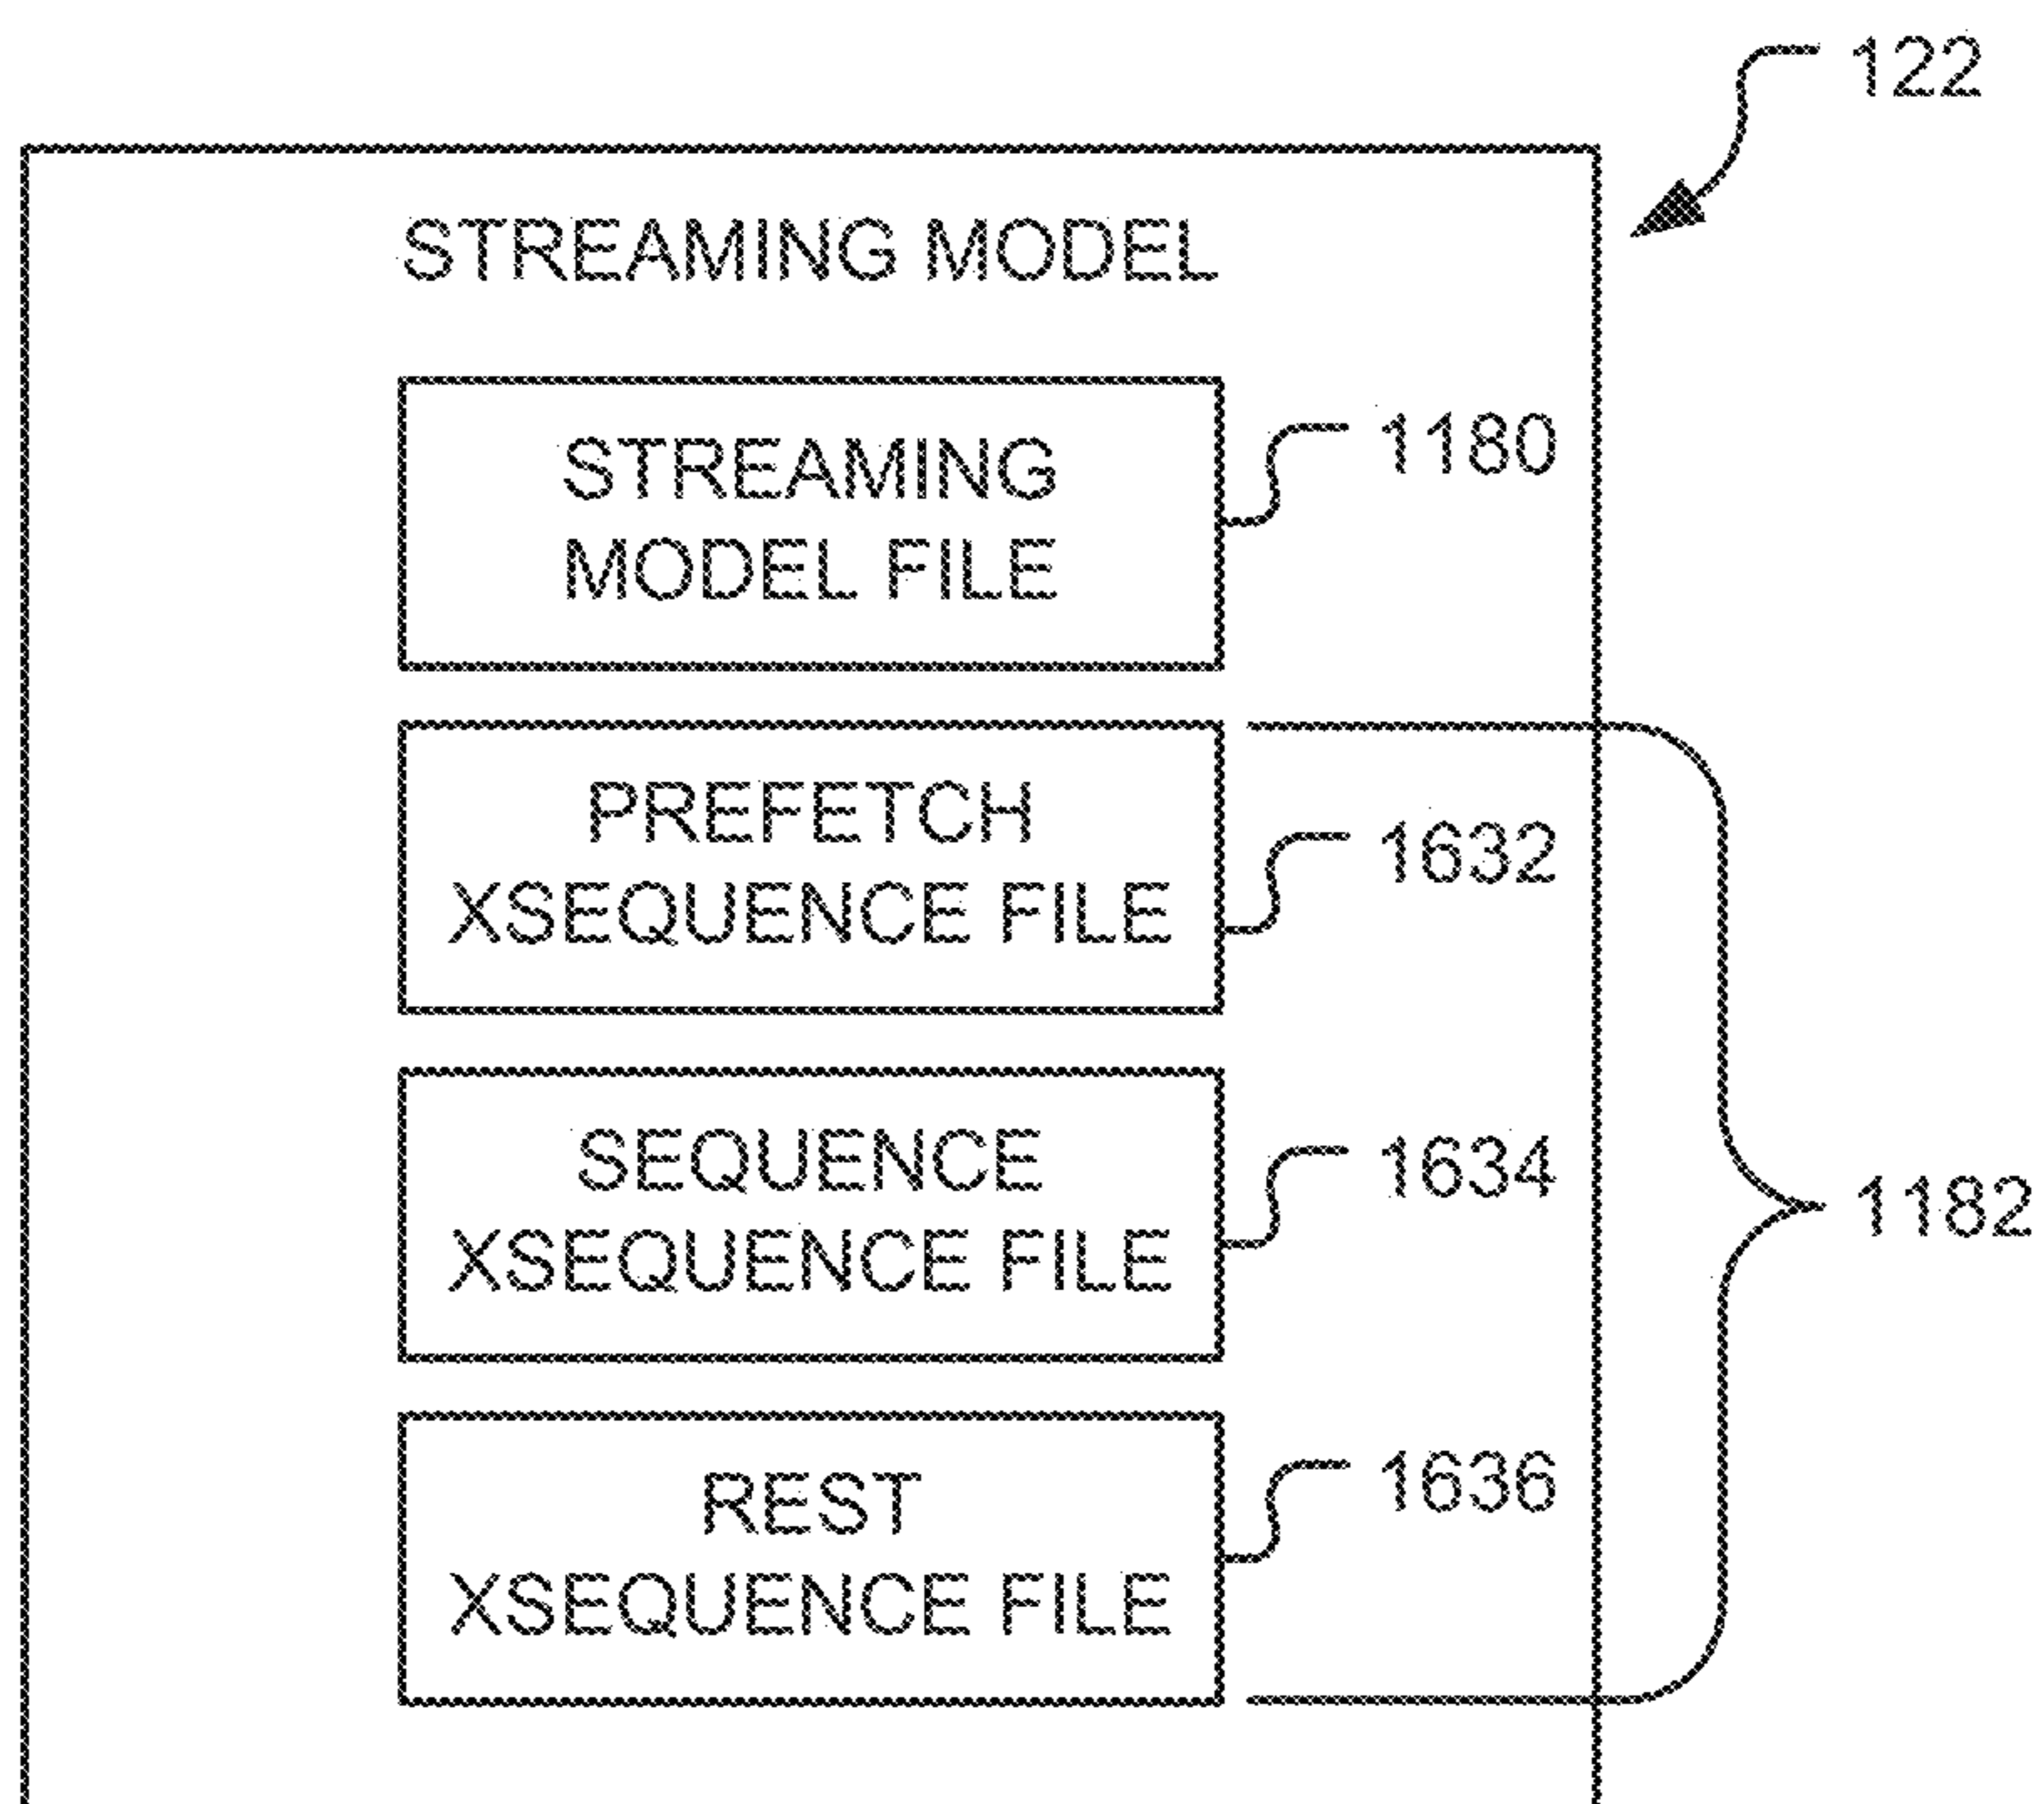 122
STREAMING MODEL
STREAMING
MODEL FILE
1180
PREFETCH
XSEQUENCE FILE
1632
SEQUENCE
XSEQUENCE FILE
1634
1182
REST
XSEQUENCE FILE
1636